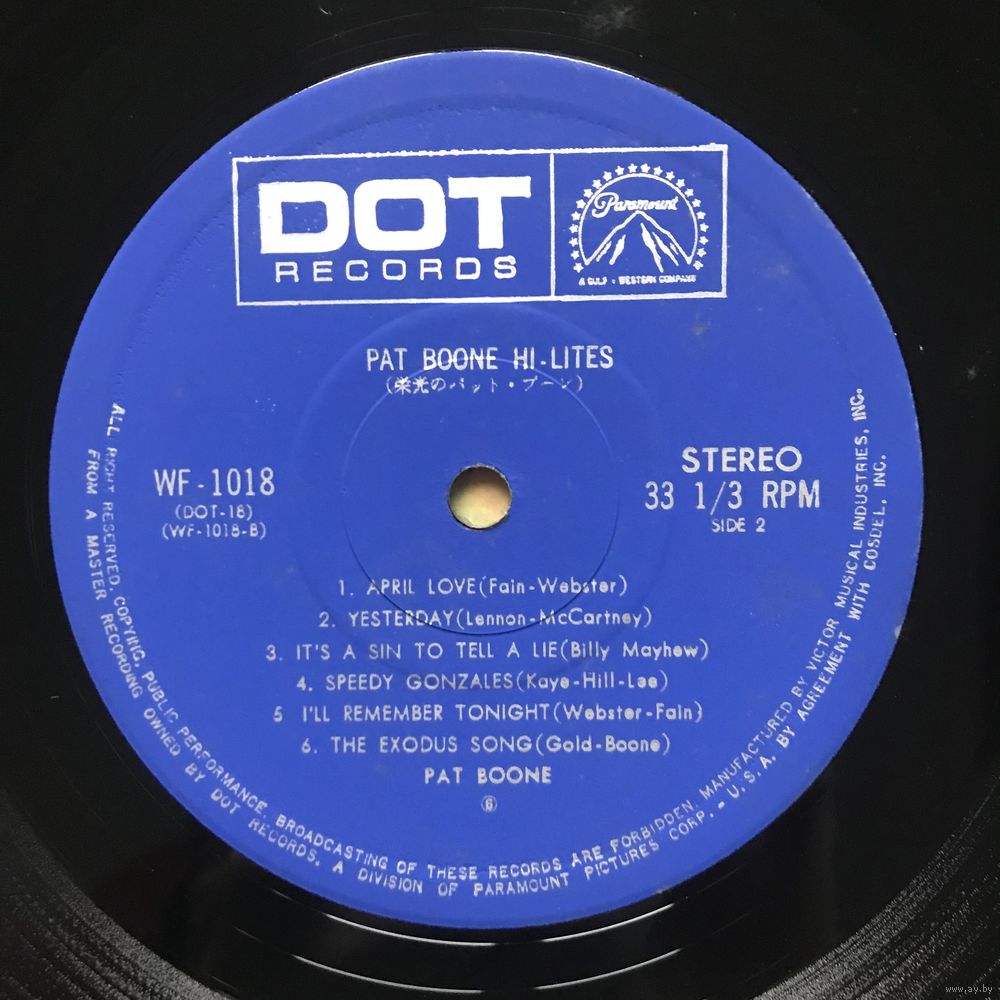 DOT
RECORDS
Paramount
A GULF + WESTERN COMPANY
PAT BOONE HI-LITES
(栄光のパット・ブーン)
WF-1018
(DOT-18)
(WF-1018-B)
STEREO
33 1/3 RPM
SIDE 2
1. APRIL LOVE(Fain-Webster)
2. YESTERDAY(Lennon-McCartney)
3. IT'S A SIN TO TELL A LIE(Billy Mayhew)
4. SPEEDY GONZALES(Kaye-Hill-Lee)
5 I'LL REMEMBER TONIGHT(Webster-Fain)
6. THE EXODUS SONG(Gold-Boone)
PAT BOONE
6
ALL RIGHT RESERVED. COPYING, PUBLIC PERFORMANCE, BROADCASTING OF THESE RECORDS ARE FORBIDDEN. MANUFACTURED BY VICTOR MUSICAL INDUSTRIES, INC.
FROM A MASTER RECORDING OWNED BY DOT RECORDS, A DIVISION OF PARAMOUNT PICTURES CORP. - U.S.A. BY AGREEMENT WITH COSDEL, INC.
www.ay.by